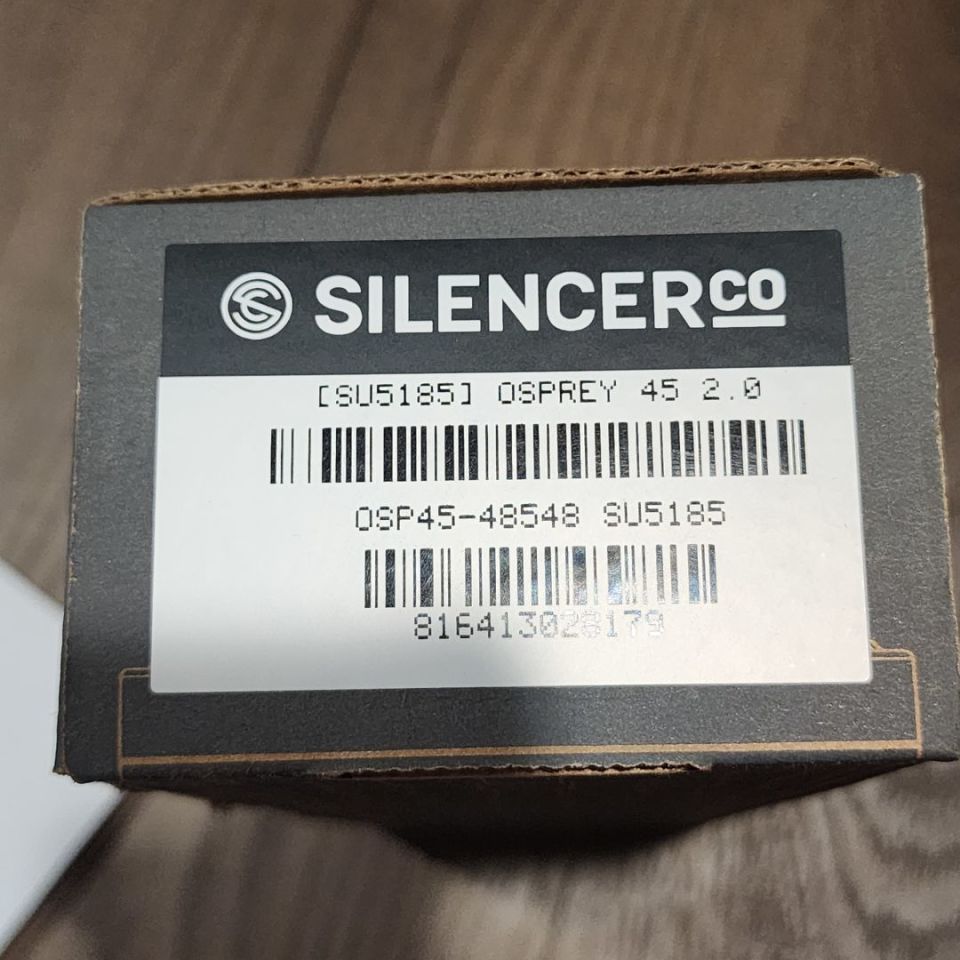 SILENCERCO
[SU5185] OSPREY 45 2.0
OSP45-48548 SU5185
816413028179